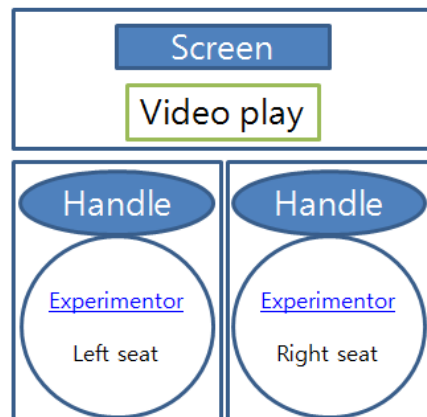 Screen
Video play
Handle
Handle
Experimentor
Left seat
Experimentor
Right seat